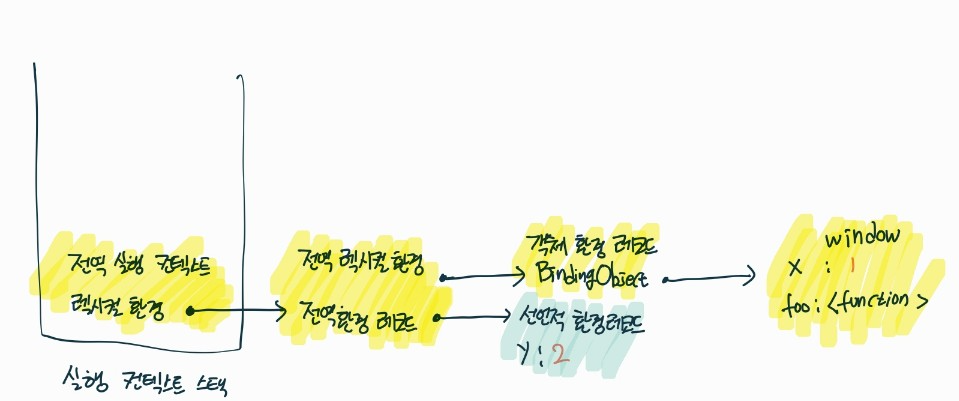 전역 실행 컨텍스트
렉시컬 환경
실행 컨텍스트 스택
전역 렉시컬 환경
전역환경 레코드
객체 환경 레코드
BindingObject
선언적 환경레코드
y : 2
window
x : 1
foo : <function>